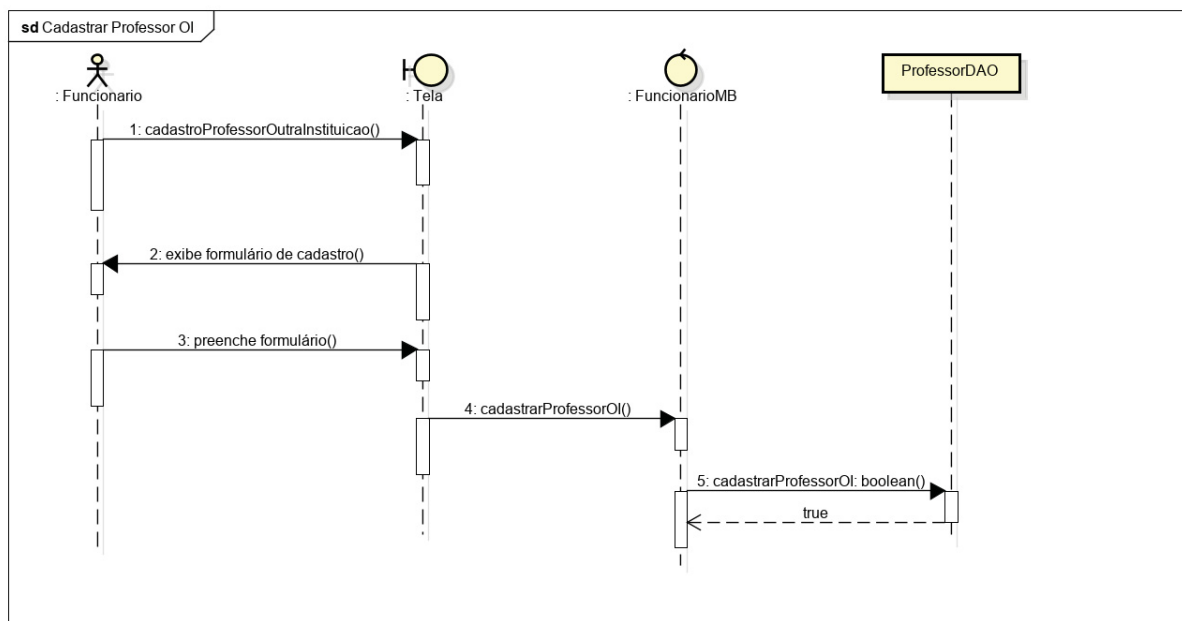 sd Cadastrar Professor OI
: Funcionario
: Tela
: FuncionarioMB
ProfessorDAO
1: cadastroProfessorOutraInstituicao()
2: exibe formulário de cadastro()
3: preenche formulário()
4: cadastrarProfessorOI()
5: cadastrarProfessorOI: boolean()
true